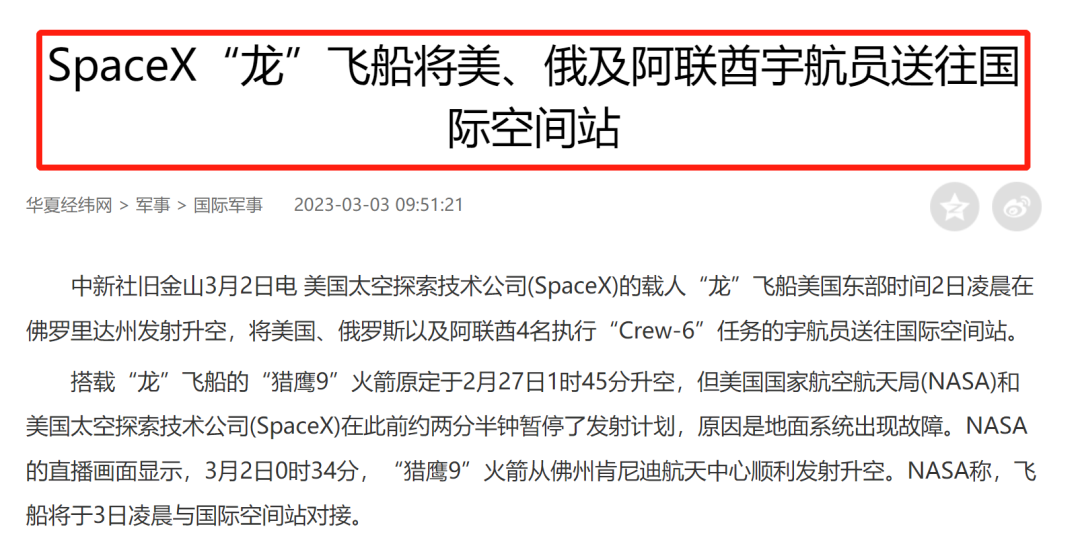 SpaceX“龙”飞船将美、俄及阿联酋宇航员送往国
际空间站
华夏经纬网 > 军事 > 国际军事 2023-03-03 09:51:21
中新社旧金山3月2日电 美国太空探索技术公司(SpaceX)的载人“龙”飞船美国东部时间2日凌晨在
佛罗里达州发射升空，将美国、俄罗斯以及阿联酋4名执行“Crew-6”任务的宇航员送往国际空间站。
搭载“龙”飞船的“猎鹰9”火箭原定于2月27日1时45分升空，但美国国家航空航天局(NASA)和
美国太空探索技术公司(SpaceX)在此前约两分半钟暂停了发射计划，原因是地面系统出现故障。NASA
的直播画面显示，3月2日0时34分，“猎鹰9”火箭从佛州肯尼迪航天中心顺利发射升空。NASA称，飞
船将于3日凌晨与国际空间站对接。